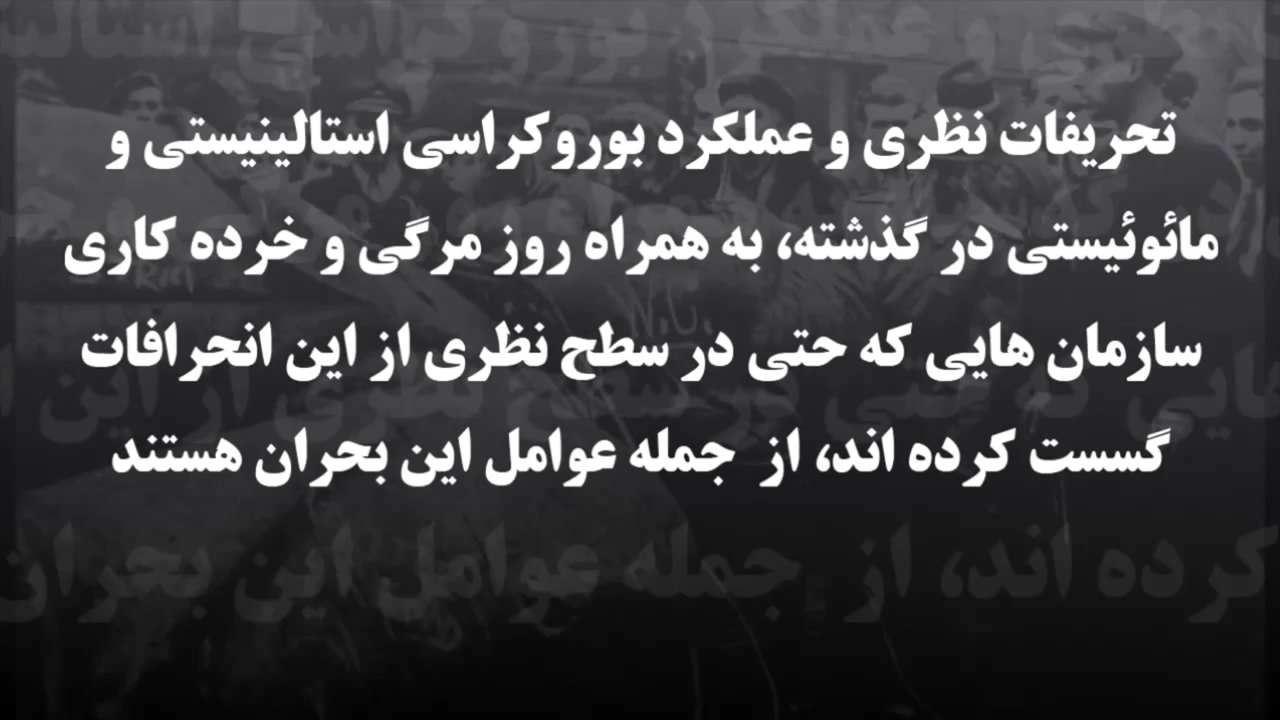 تحریفات نظری و عملکرد بوروکراسی استالینیستی و
مائوئیستی در گذشته، به همراه روز مرگی و خرده کاری
سازمان هایی که حتی در سطح نظری از این انحرافات
گسست کرده اند، از جمله عوامل این بحران هستند
W.U.